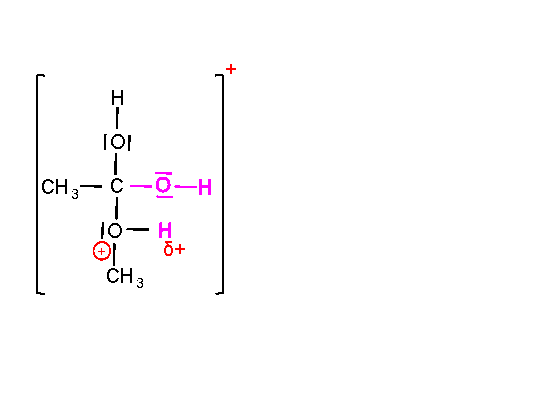 +
H
O
CH3 C O H
O H
+ δ+
CH3